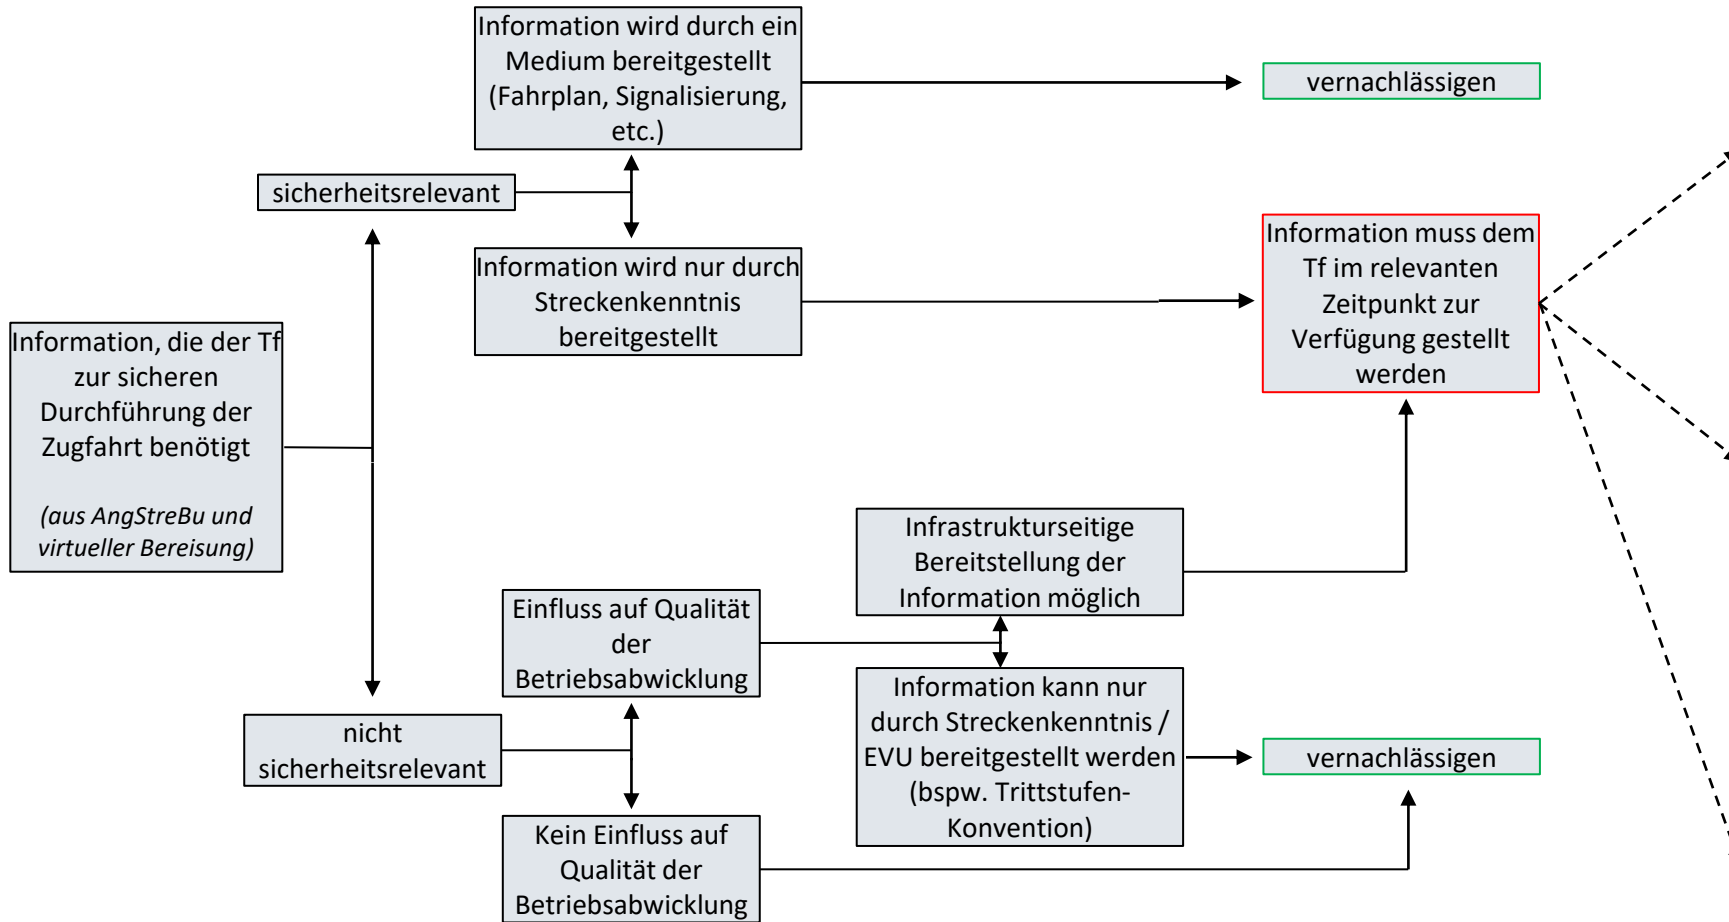 Information wird durch ein
Medium bereitgestellt
(Fahrplan, Signalisierung,
etc.)
vernachlässigen
sicherheitsrelevant
Information wird nur durch
Streckenkenntnis
bereitgestellt
Information muss dem
Tf im relevanten
Zeitpunkt zur
Verfügung gestellt
werden
Information, die der Tf
zur sicheren
Durchführung der
Zugfahrt benötigt
(aus AngStreBu und
virtueller Bereisung)
Infrastrukturseitige
Bereitstellung der
Information möglich
Einfluss auf Qualität
der
Betriebsabwicklung
Information kann nur
durch Streckenkenntnis /
EVU bereitgestellt werden
(bspw. Trittstufen-
Konvention)
nicht
sicherheitsrelevant
vernachlässigen
Kein Einfluss auf
Qualität der
Betriebsabwicklung